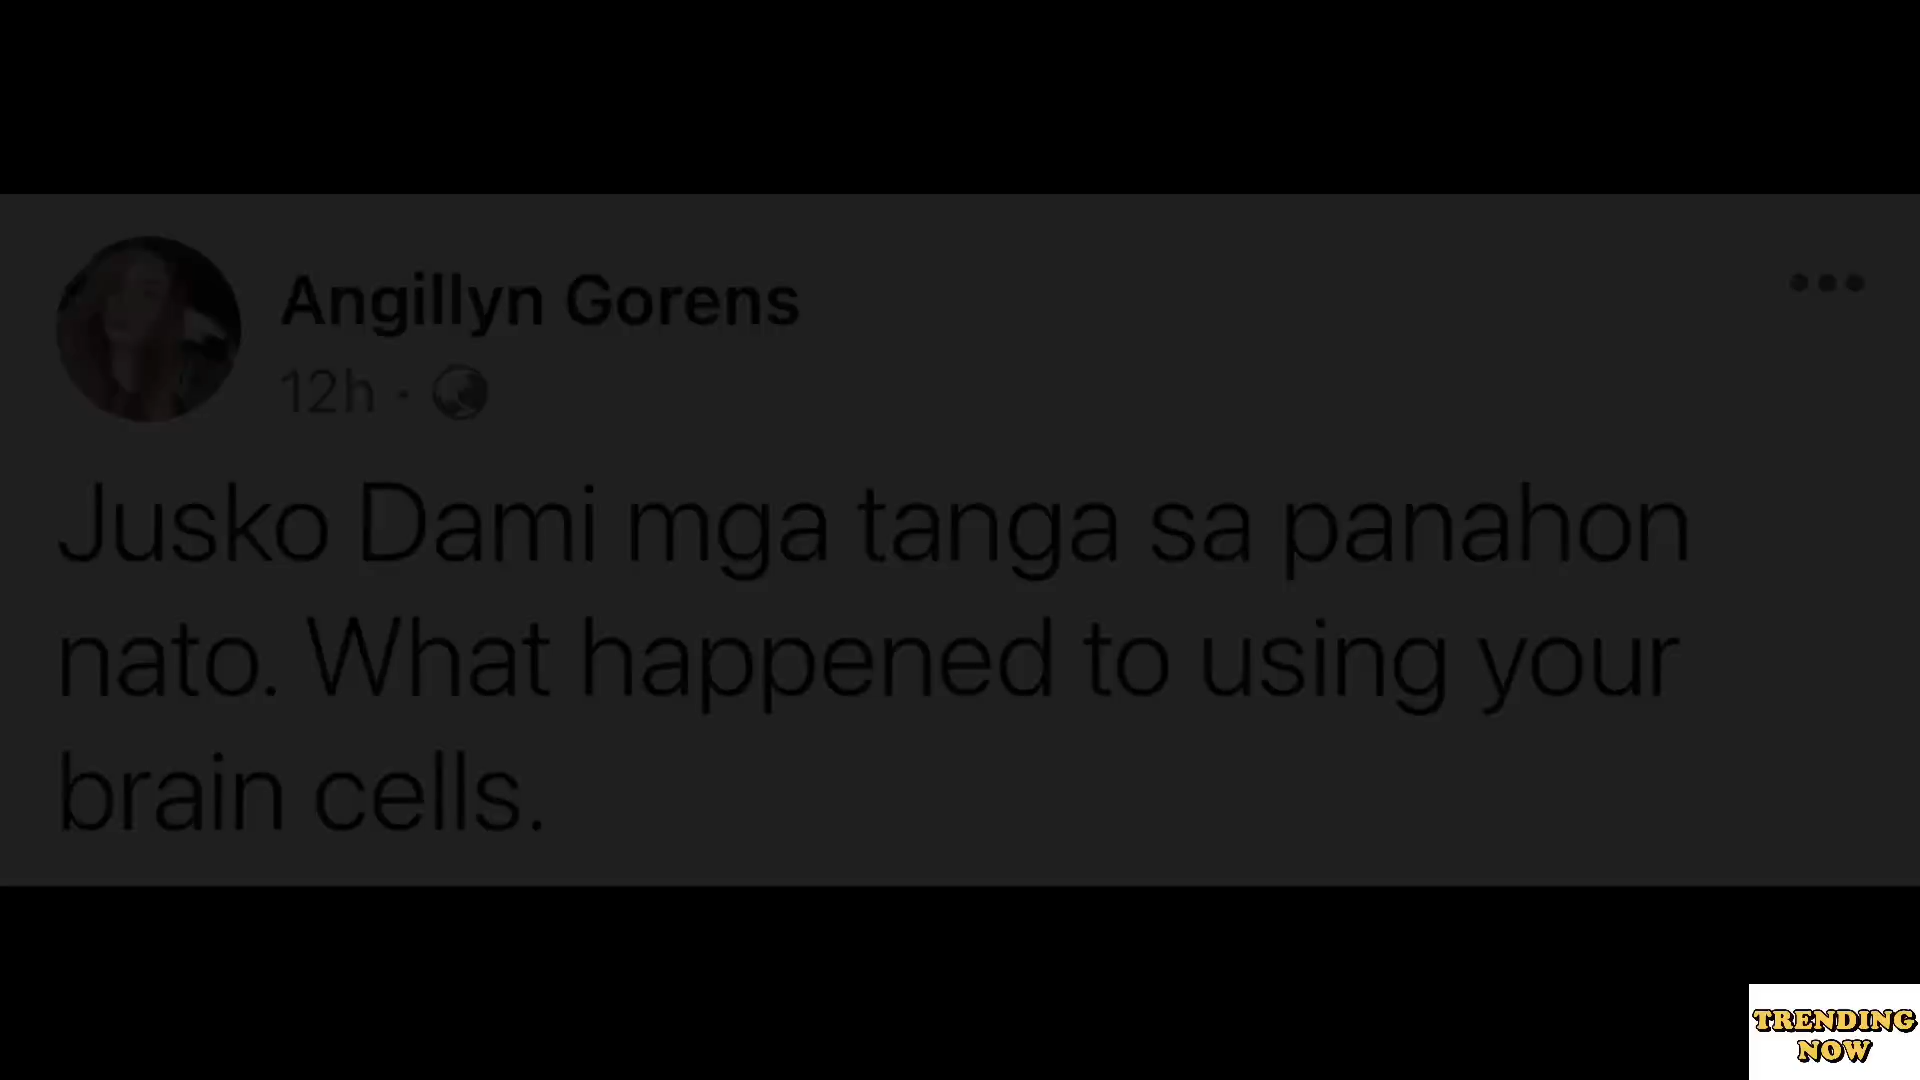 Angillyn Gorens
12h ·
Jusko Dami mga tanga sa panahon
nato. What happened to using your
brain cells.
TRENDING
NOW